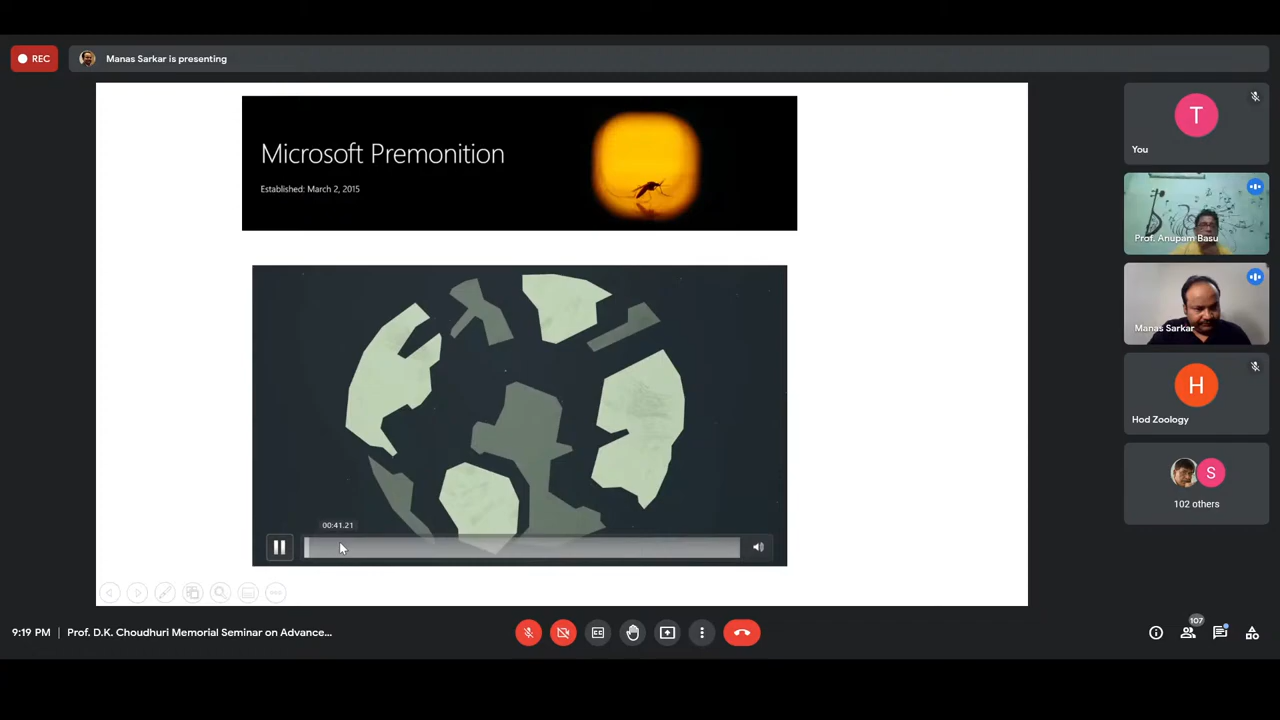 REC
Manas Sarkar is presenting
Microsoft Premonition
Established: March 2, 2015
00:41.21
T
You
Prof. Anupam Basu
Manas Sarkar
H
Hod Zoology
S
102 others
9:19 PM | Prof. D.K. Choudhuri Memorial Seminar on Advance...
CC
107